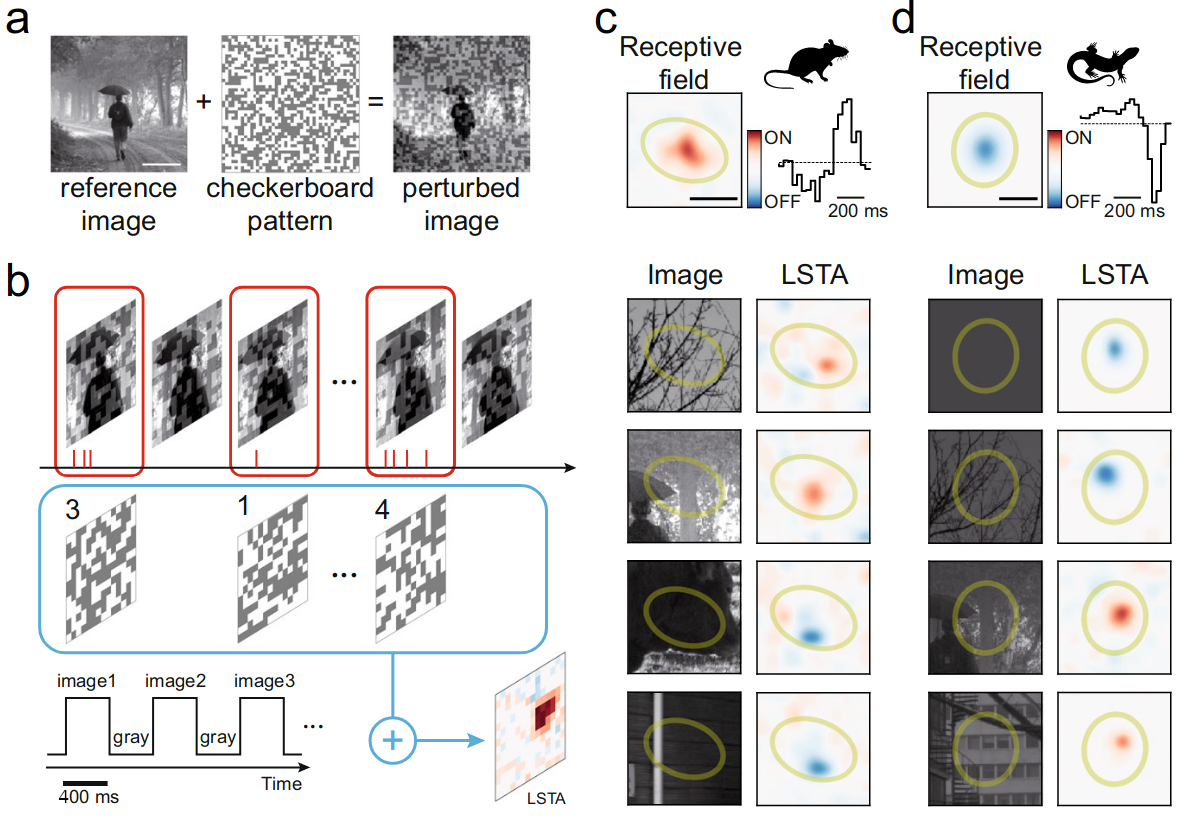 a
+
=
reference
image
checkerboard
pattern
perturbed
image
b
...
3
1
4
...
image1
image2
image3
gray
gray
...
Time
400 ms
+
LSTA
c
Receptive
field
ON
OFF
200 ms
Image
LSTA
d
Receptive
field
ON
OFF
200 ms
Image
LSTA